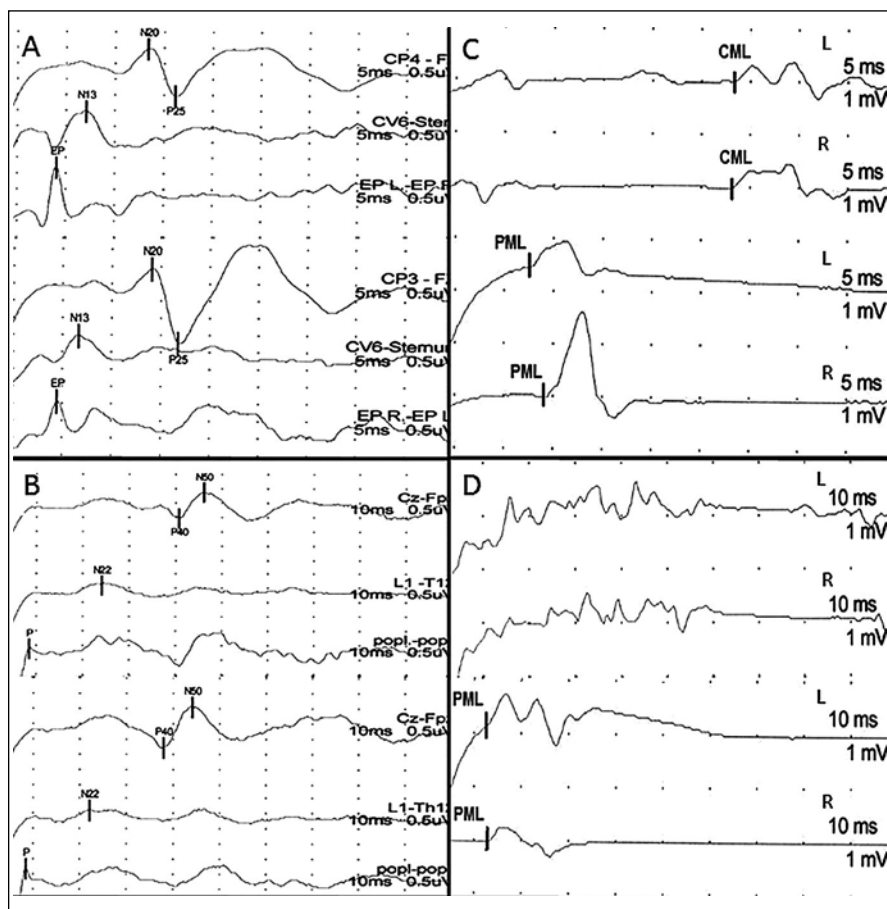 A
N20
CP4 - F
P25
5ms 0.5u
N13
CV6-Ster
5ms 0.5u
EP
EP L.-EP R
5ms 0.5u
N20
CP3 - F
5ms 0.5u
N13
P25
CV6-Sternu
5ms 0.5u
EP
EP R.-EP L
5ms 0.5u
B
N50
Cz-Fp
P40
10ms 0.5u
N22
L1 -T1
10ms 0.5u
P
popl.-pop
10ms 0.5u
N50
Cz-Fp
P40
10ms 0.5u
N22
L1-Th1
10ms 0.5u
P
popl-pop
10ms 0.5u
C
L
CML
5 ms
1 mV
R
CML
5 ms
1 mV
PML
L
5 ms
1 mV
PML
R
5 ms
1 mV
D
L
10 ms
1 mV
R
10 ms
1 mV
L
PML
10 ms
1 mV
R
PML
10 ms
1 mV